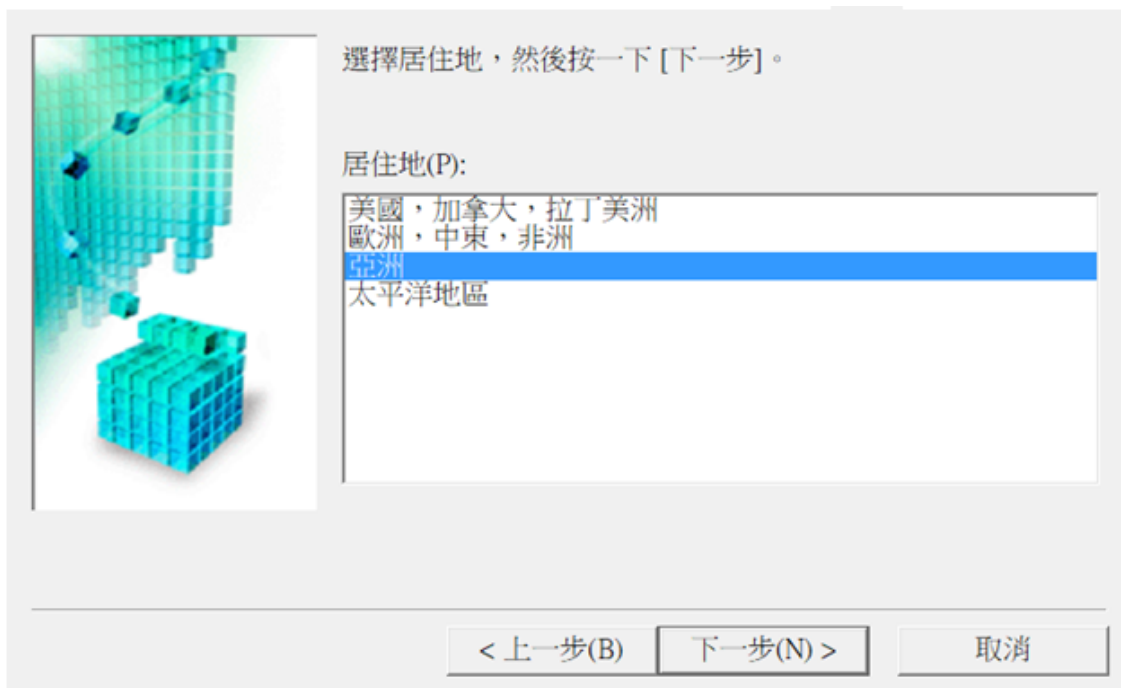 選擇居住地，然後按一下 [下一步]。
居住地(P):
美國，加拿大，拉丁美洲
歐洲，中東，非洲
亞洲
太平洋地區
< 上一步(B)
下一步(N) >
取消